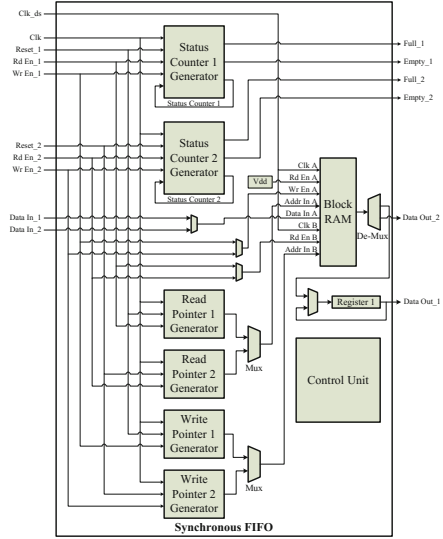 Clk_ds
Clk
Reset_1
Rd En_1
Wr En_1
Status
Counter 1
Generator
Status Counter 1
Full_1
Empty_1
Full_2
Empty_2
Reset_2
Rd En_2
Wr En_2
Status
Counter 2
Generator
Status Counter 2
Data In_1
Data In_2
Vdd
Clk A
Rd En A
Wr En A
Addr In A
Data In A
Clk B
Rd En B
Addr In B
Block
RAM
De-Mux
Data Out_2
Register 1
Data Out_1
Read
Pointer 1
Generator
Read
Pointer 2
Generator
Mux
Control Unit
Write
Pointer 1
Generator
Write
Pointer 2
Generator
Mux
Synchronous FIFO